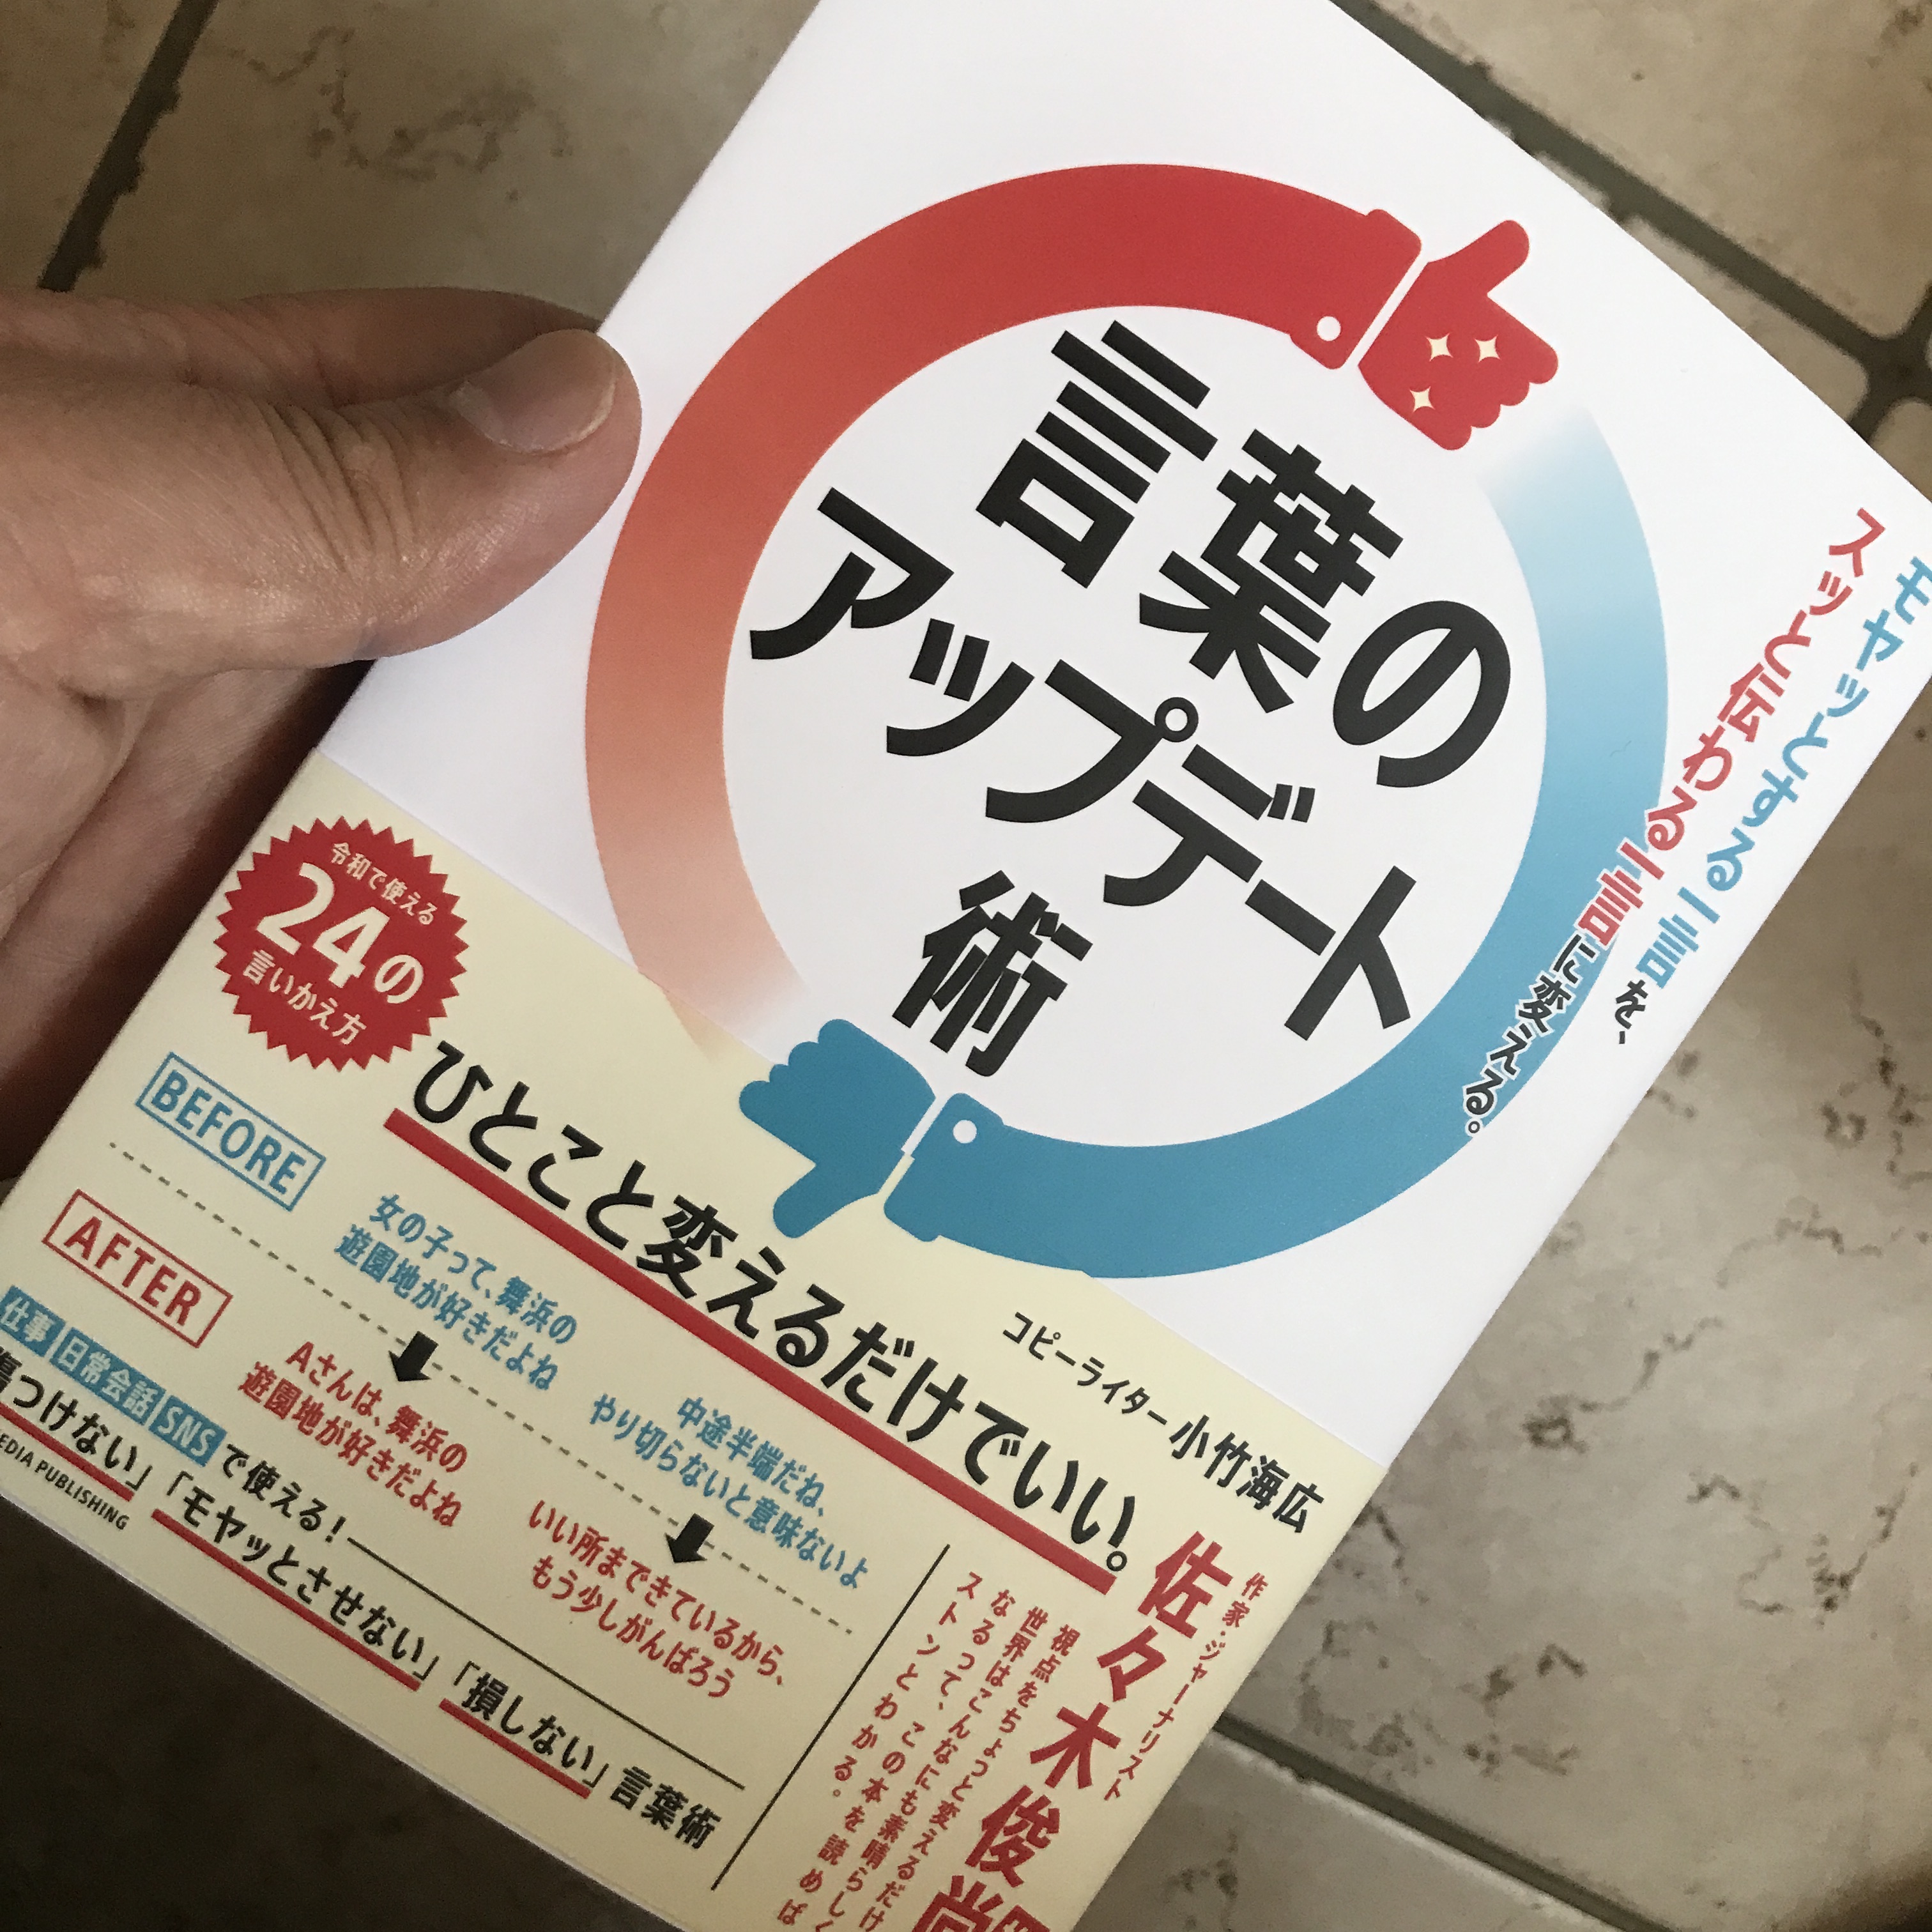 モヤッとする一言を、
スッと伝わる一言に変える。
言葉の
アップデート
術
コピーライター 小竹海広
令和で使える
24の
言いかえ方
ひとこと変えるだけでいい。
BEFORE
女の子って、舞浜の
遊園地が好きだよね
中途半端だね、
やり切らないと意味ないよ
AFTER
Aさんは、舞浜の
遊園地が好きだよね
いい所まできているから、
もう少しがんばろう
仕事 日常会話 SNS で使える!
傷つけない」「モヤッとさせない」「損しない」言葉術
EDIA PUBLISHING
作家・ジャーナリスト
佐々木俊尚
視点をちょっと変えるだけ
世界はこんなにも素晴らしく
なるって、この本を読めば
ストンとわかる。